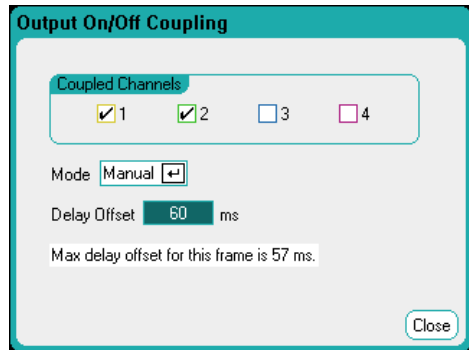 Output On/Off Coupling
Coupled Channels
1 2 3 4
Mode Manual
Delay Offset 60 ms
Max delay offset for this frame is 57 ms.
Close